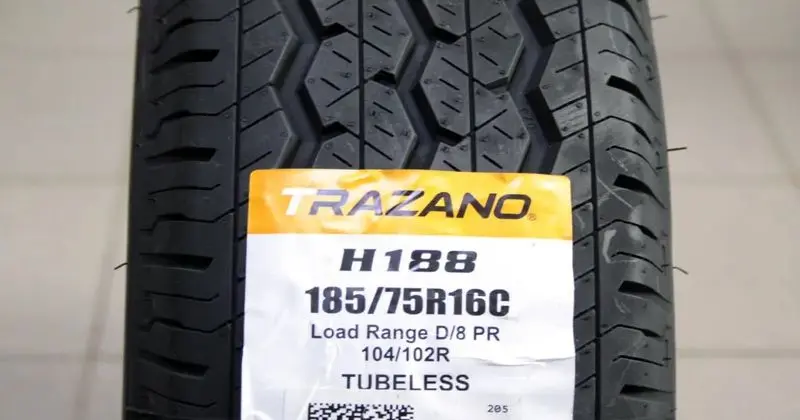 TRAZANO®
H188
185/75R16C
Load Range D/8 PR
104/102R
TUBELESS
205